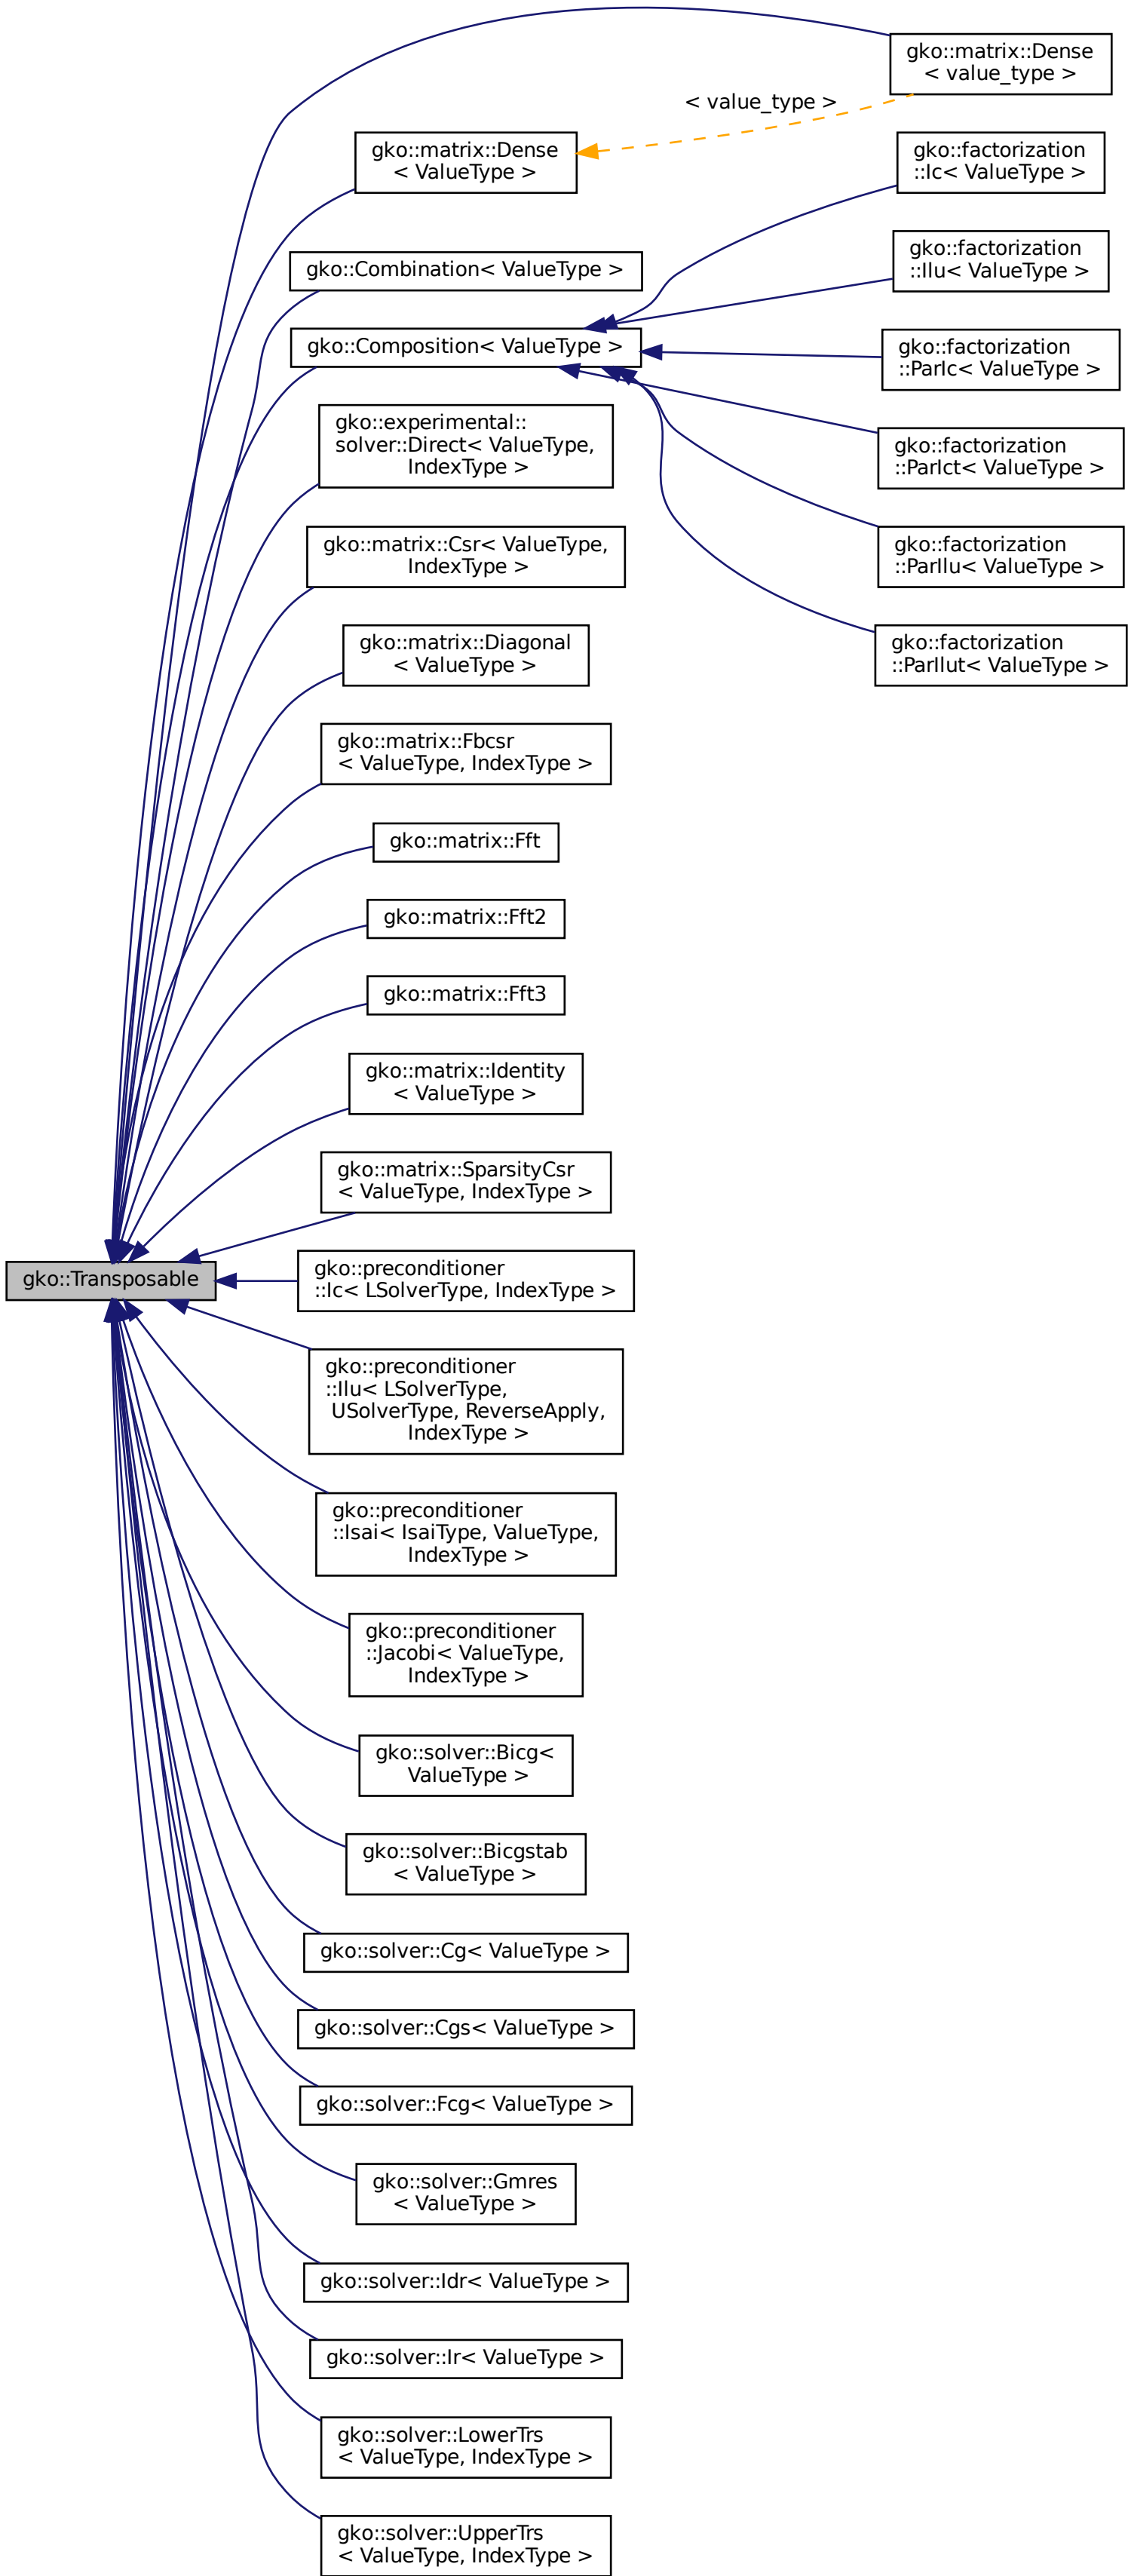 gko::matrix::Dense
< value_type >
< value_type >
gko::matrix::Dense
< ValueType >
gko::factorization
::Ic< ValueType >
gko::factorization
::Ilu< ValueType >
gko::Combination< ValueType >
gko::Composition< ValueType >
gko::factorization
::ParIc< ValueType >
gko::experimental::
solver::Direct< ValueType,
IndexType >
gko::factorization
::ParIct< ValueType >
gko::matrix::Csr< ValueType,
IndexType >
gko::factorization
::ParIlu< ValueType >
gko::matrix::Diagonal
< ValueType >
gko::factorization
::ParIlut< ValueType >
gko::matrix::Fbcsr
< ValueType, IndexType >
gko::matrix::Fft
gko::matrix::Fft2
gko::matrix::Fft3
gko::matrix::Identity
< ValueType >
gko::matrix::SparsityCsr
< ValueType, IndexType >
gko::Transposable
gko::preconditioner
::Ic< LSolverType, IndexType >
gko::preconditioner
::Ilu< LSolverType,
USolverType, ReverseApply,
IndexType >
gko::preconditioner
::Isai< IsaiType, ValueType,
IndexType >
gko::preconditioner
::Jacobi< ValueType,
IndexType >
gko::solver::Bicg<
ValueType >
gko::solver::Bicgstab
< ValueType >
gko::solver::Cg< ValueType >
gko::solver::Cgs< ValueType >
gko::solver::Fcg< ValueType >
gko::solver::Gmres
< ValueType >
gko::solver::Idr< ValueType >
gko::solver::Ir< ValueType >
gko::solver::LowerTrs
< ValueType, IndexType >
gko::solver::UpperTrs
< ValueType, IndexType >